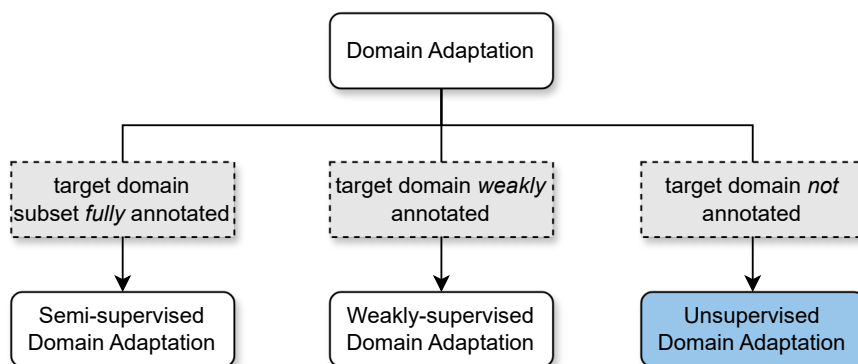 Domain Adaptation
target domain
subset fully annotated
target domain weakly
annotated
target domain not
annotated
Semi-supervised
Domain Adaptation
Weakly-supervised
Domain Adaptation
Unsupervised
Domain Adaptation